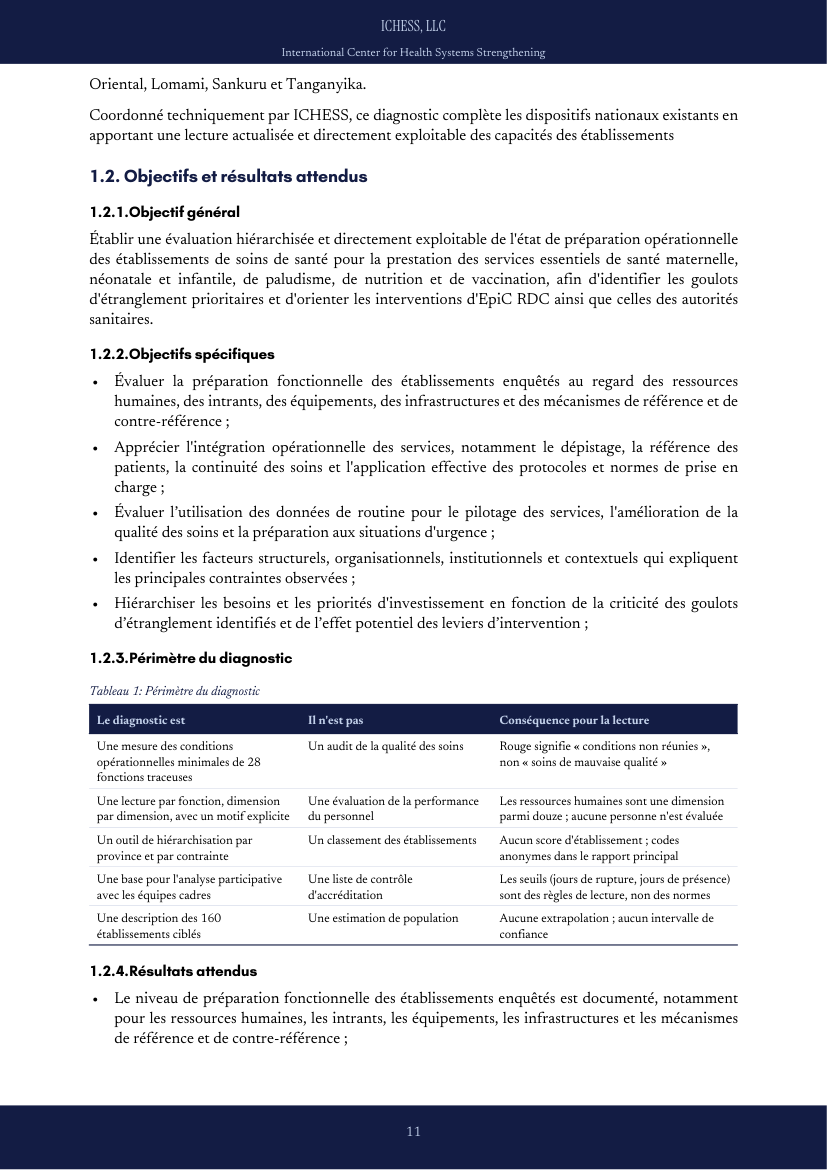 ICHESS, LLC
International Center for Health Systems Strengthening
Oriental, Lomami, Sankuru et Tanganyika.
Coordonné techniquement par ICHESS, ce diagnostic complète les dispositifs nationaux existants en
apportant une lecture actualisée et directement exploitable des capacités des établissements
1.2. Objectifs et résultats attendus
1.2.1.Objectif général
Établir une évaluation hiérarchisée et directement exploitable de l'état de préparation opérationnelle
des établissements de soins de santé pour la prestation des services essentiels de santé maternelle,
néonatale et infantile, de paludisme, de nutrition et de vaccination, afin d'identifier les goulots
d'étranglement prioritaires et d'orienter les interventions d'EpiC RDC ainsi que celles des autorités
sanitaires.
1.2.2.Objectifs spécifiques
• Évaluer la préparation fonctionnelle des établissements enquêtés au regard des ressources
humaines, des intrants, des équipements, des infrastructures et des mécanismes de référence et de
contre-référence ;
• Apprécier l'intégration opérationnelle des services, notamment le dépistage, la référence des
patients, la continuité des soins et l'application effective des protocoles et normes de prise en
charge ;
• Évaluer l’utilisation des données de routine pour le pilotage des services, l'amélioration de la
qualité des soins et la préparation aux situations d'urgence ;
• Identifier les facteurs structurels, organisationnels, institutionnels et contextuels qui expliquent
les principales contraintes observées ;
• Hiérarchiser les besoins et les priorités d'investissement en fonction de la criticité des goulots
d’étranglement identifiés et de l’effet potentiel des leviers d’intervention ;
1.2.3.Périmètre du diagnostic
Tableau 1: Périmètre du diagnostic
Le diagnostic est Il n'est pas Conséquence pour la lecture
Une mesure des conditions Un audit de la qualité des soins Rouge signifie « conditions non réunies »,
opérationnelles minimales de 28 non « soins de mauvaise qualité »
fonctions traceuses
Une lecture par fonction, dimension Une évaluation de la performance Les ressources humaines sont une dimension
par dimension, avec un motif explicite du personnel parmi douze ; aucune personne n'est évaluée
Un outil de hiérarchisation par Un classement des établissements Aucun score d'établissement ; codes
province et par contrainte anonymes dans le rapport principal
Une base pour l'analyse participative Une liste de contrôle Les seuils (jours de rupture, jours de présence)
avec les équipes cadres d'accréditation sont des règles de lecture, non des normes
Une description des 160 Une estimation de population Aucune extrapolation ; aucun intervalle de
établissements ciblés confiance
1.2.4.Résultats attendus
• Le niveau de préparation fonctionnelle des établissements enquêtés est documenté, notamment
pour les ressources humaines, les intrants, les équipements, les infrastructures et les mécanismes
de référence et de contre-référence ;
11